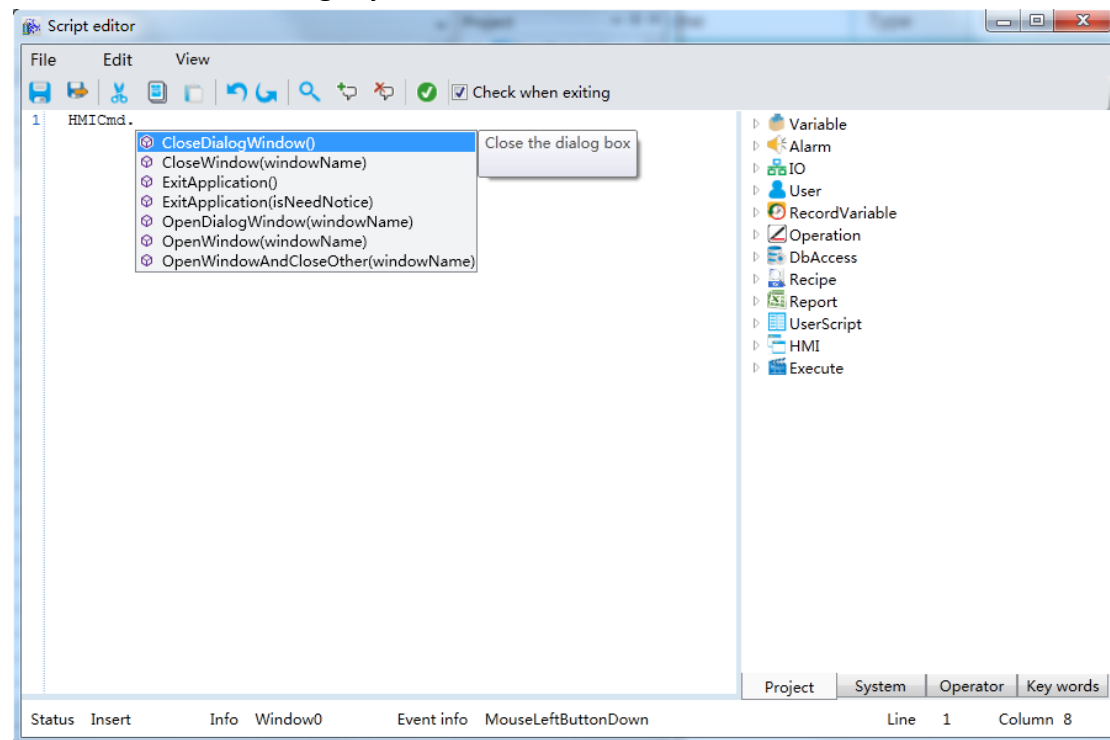 Script editor
File Edit View
Check when exiting
1 HMICmd.
CloseDialogWindow() Close the dialog box
CloseWindow(windowName)
ExitApplication()
ExitApplication(isNeedNotice)
OpenDialogWindow(windowName)
OpenWindow(windowName)
OpenWindowAndCloseOther(windowName)
Variable
Alarm
IO
User
RecordVariable
Operation
DbAccess
Recipe
Report
UserScript
HMI
Execute
Project System Operator Key words
Status Insert Info Window0 Event info MouseLeftButtonDown Line 1 Column 8